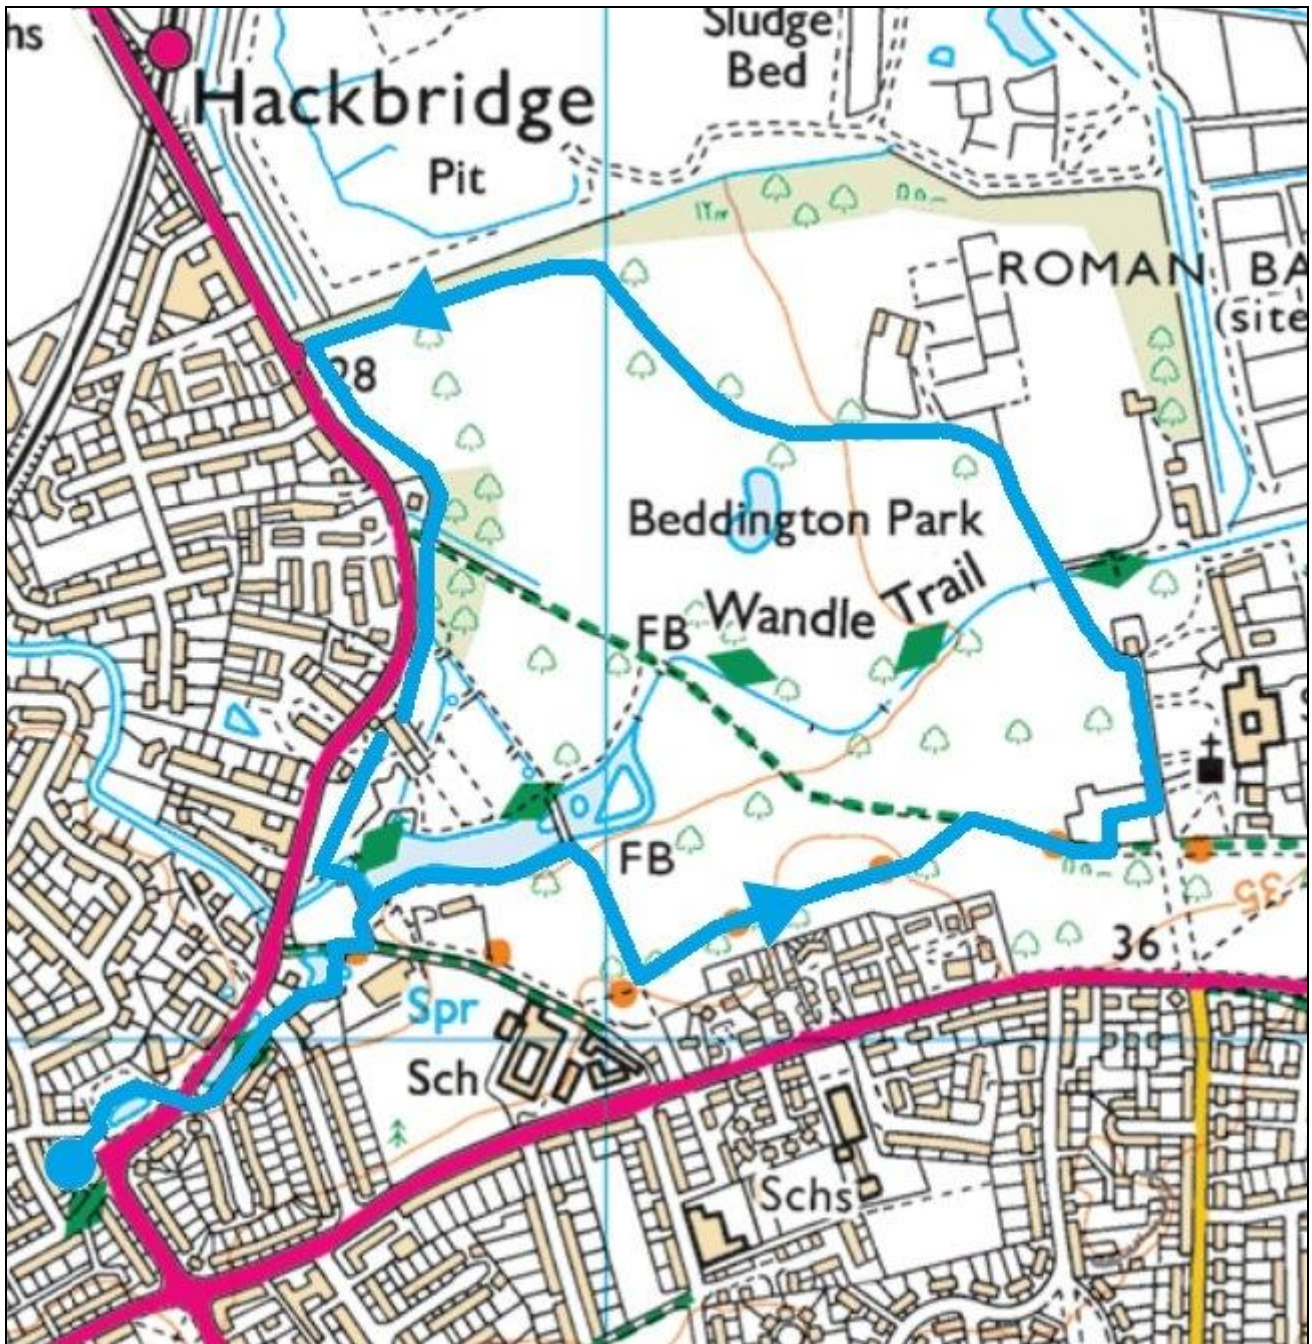 hs
Sludge
Bed
Hackbridge
Pit
ROMAN BA
(site
28
Beddington Park
Wandle Trail
FB
FB
36
35
Spr
Sch
Schs